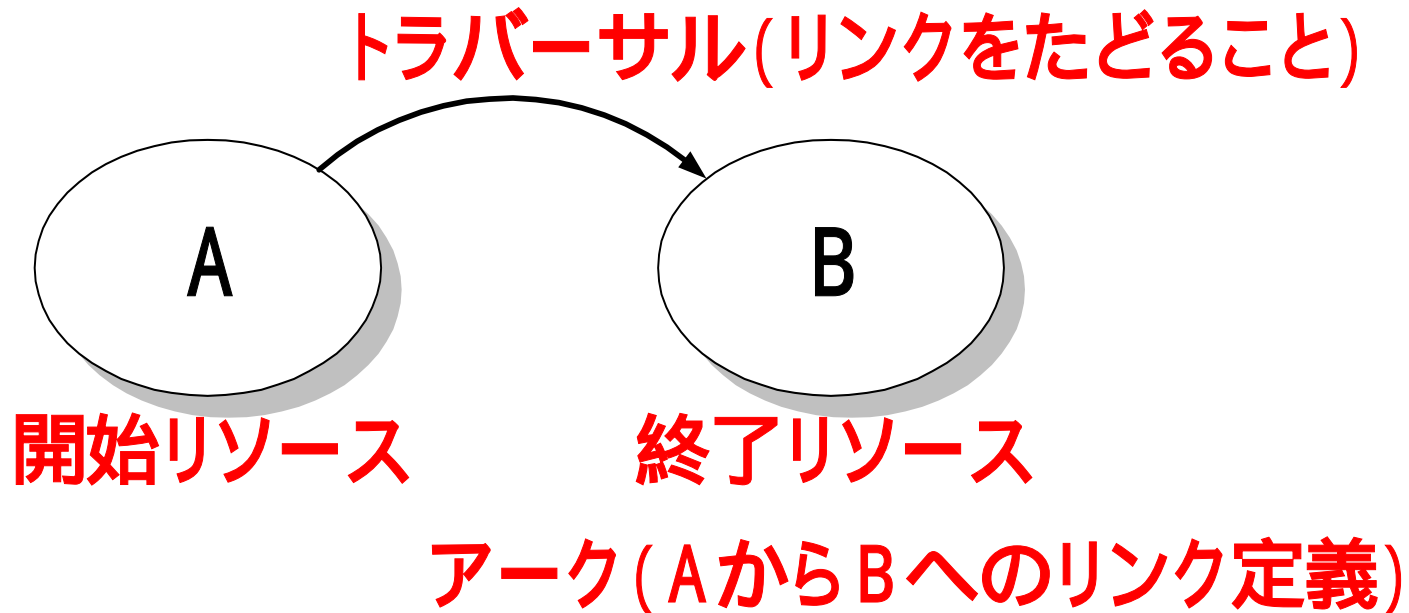 トラバーサル(リンクをたどること)
A
B
開始リソース
終了リソース
アーク(AからBへのリンク定義)